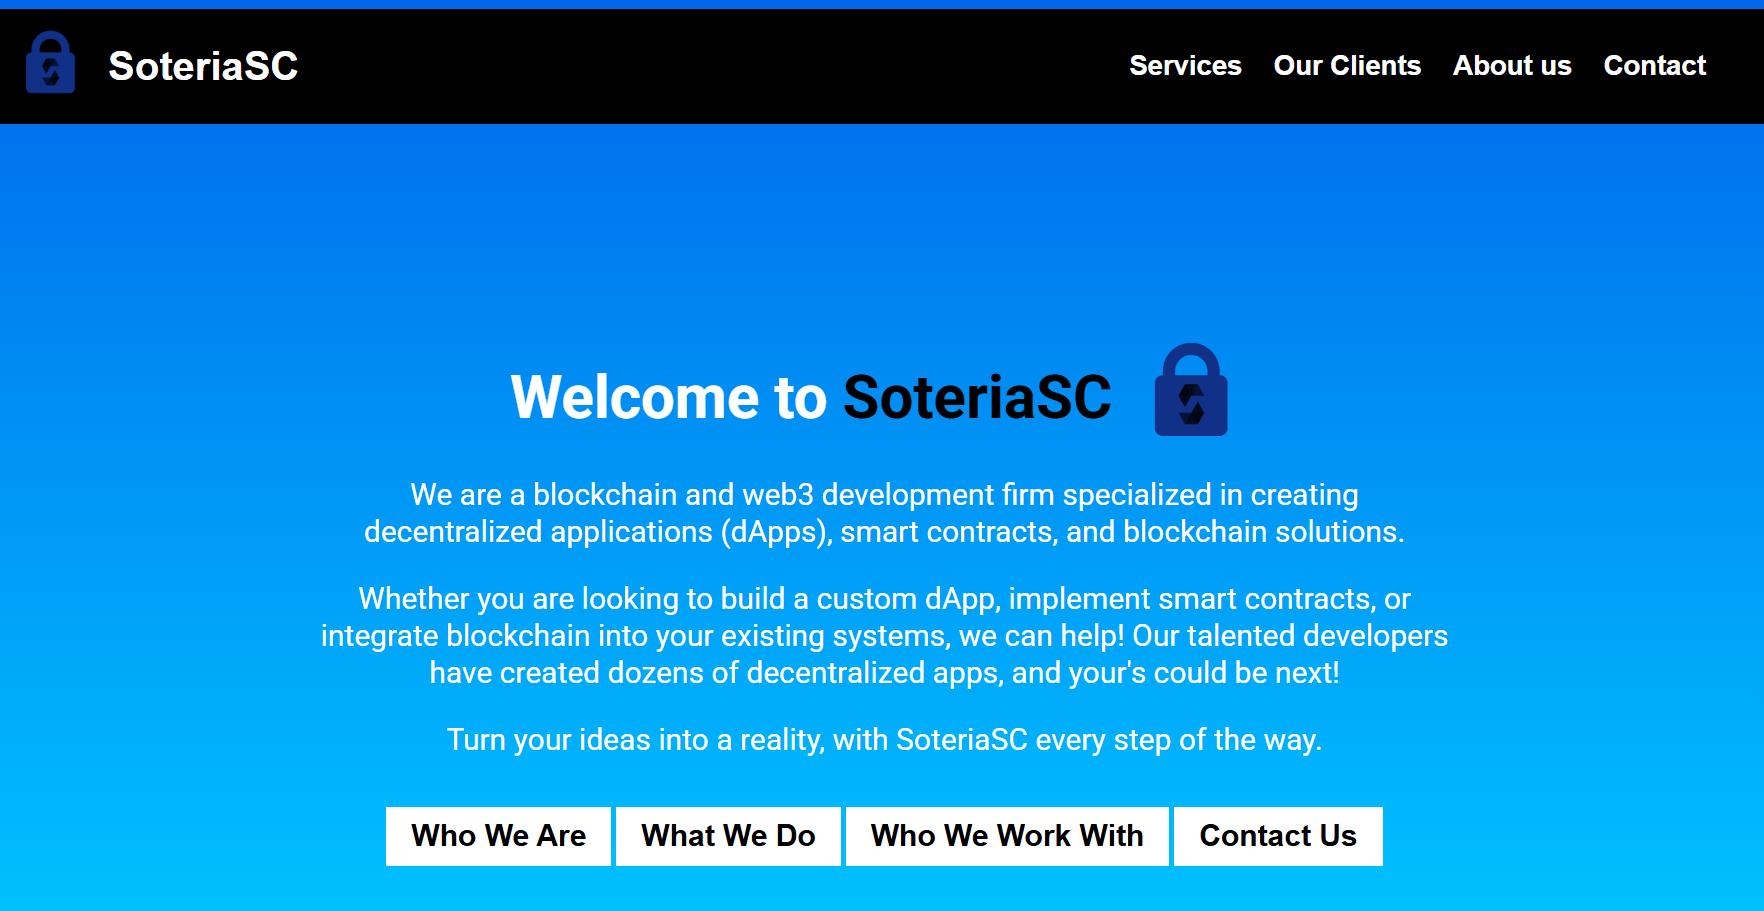 SoteriaSC
Services Our Clients About us Contact
Welcome to SoteriaSC
We are a blockchain and web3 development firm specialized in creating
decentralized applications (dApps), smart contracts, and blockchain solutions.
Whether you are looking to build a custom dApp, implement smart contracts, or
integrate blockchain into your existing systems, we can help! Our talented developers
have created dozens of decentralized apps, and your's could be next!
Turn your ideas into a reality, with SoteriaSC every step of the way.
Who We Are What We Do Who We Work With Contact Us